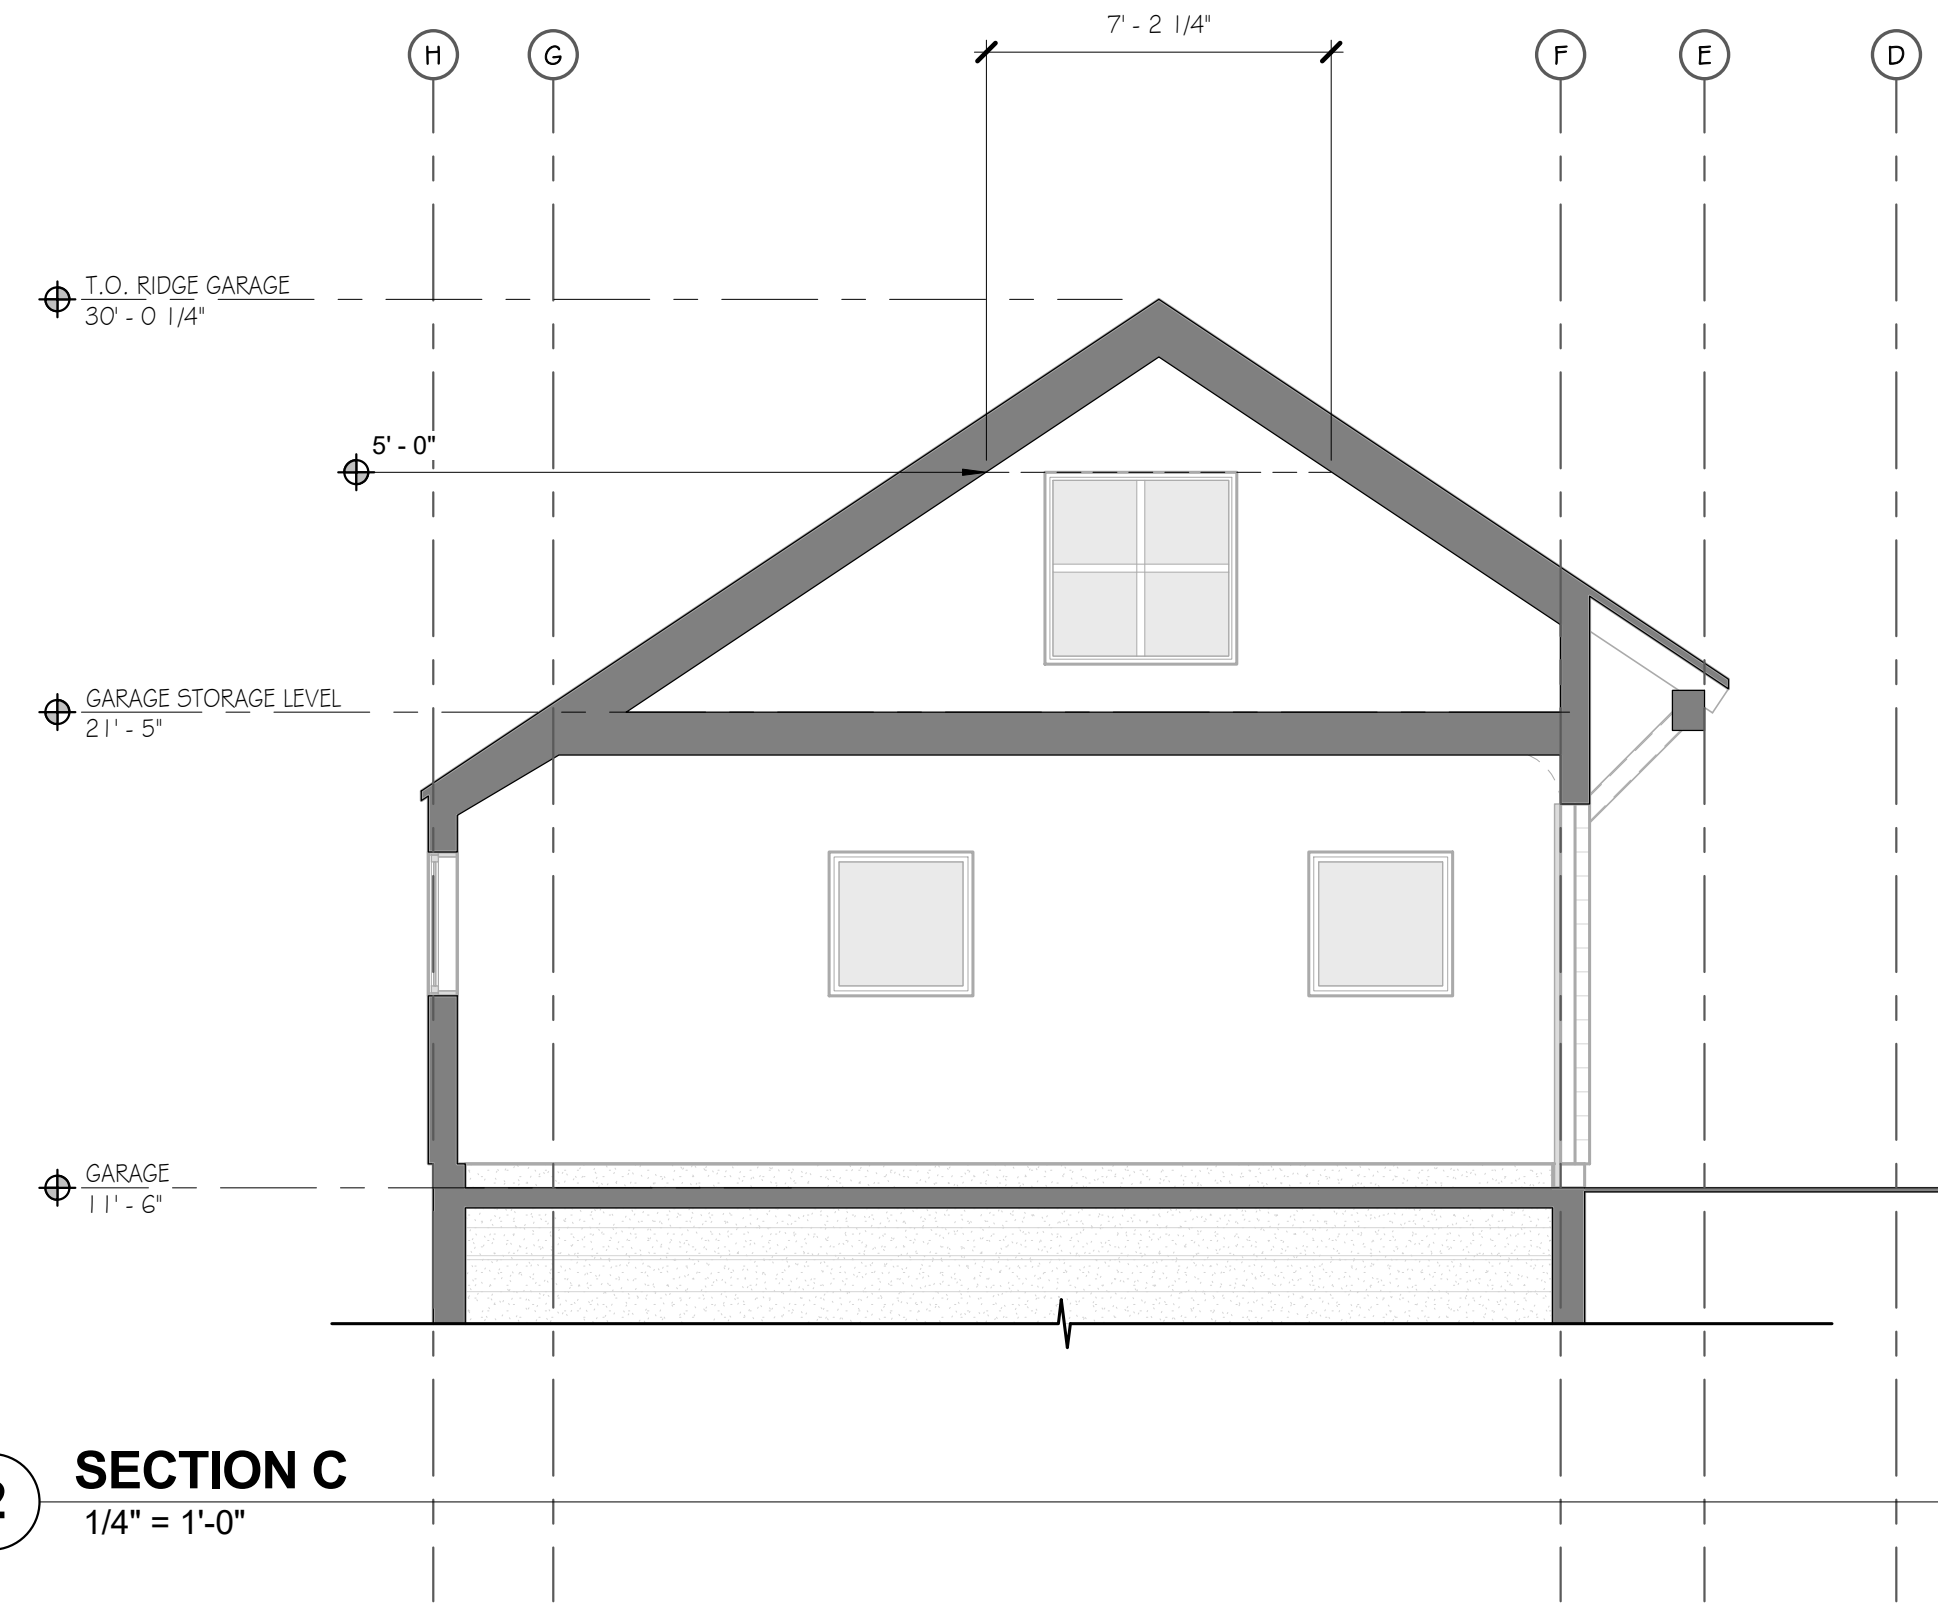 7' - 2 1/4"
H G F E D
T.O. RIDGE GARAGE
30' - 0 1/4"
5' - 0"
GARAGE STORAGE LEVEL
21' - 5"
GARAGE
11' - 6"
SECTION C
1/4" = 1'-0"